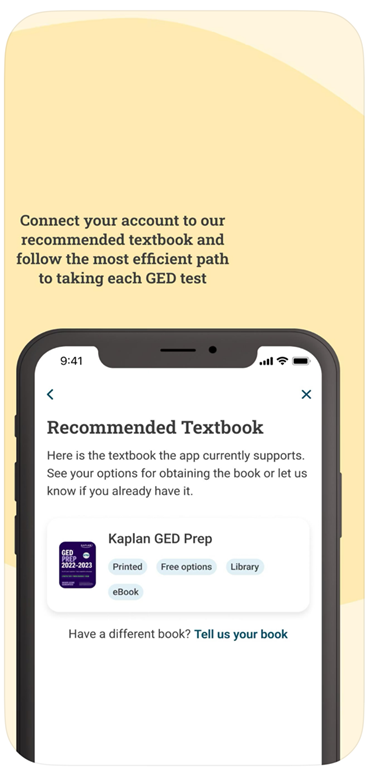 Connect your account to our
recommended textbook and
follow the most efficient path
to taking each GED test
9:41
Recommended Textbook
Here is the textbook the app currently supports.
See your options for obtaining the book or let us
know if you already have it.
GED
PREP
2022-2023
Kaplan GED Prep
Printed Free options Library
eBook
Have a different book? Tell us your book